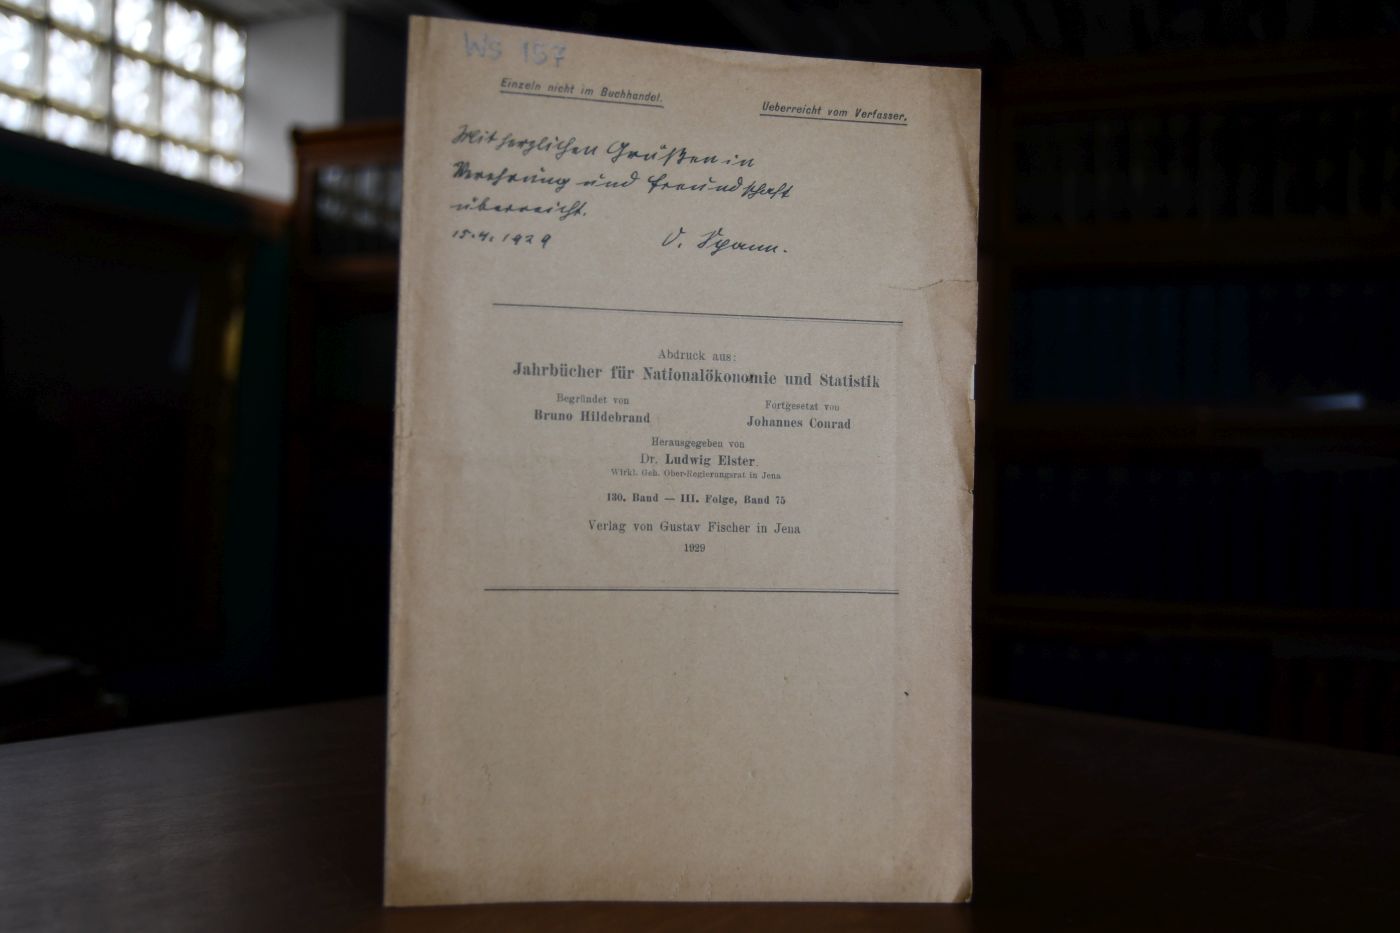 WS 157
Einzeln nicht im Buchhandel.
Ueberreicht vom Verfasser.
Mit herzlichen Grüßen in
Verehrung und Freundschaft
überreicht.
15.4.1929 O. Spann.
Abdruck aus:
Jahrbücher für Nationalökonomie und Statistik
Begründet von
Bruno Hildebrand
Fortgesetzt von
Johannes Conrad
Herausgegeben von
Dr. Ludwig Elster.
Wirkl. Geh. Ober-Regierungsrat in Jena
130. Band — III. Folge, Band 75
Verlag von Gustav Fischer in Jena
1929